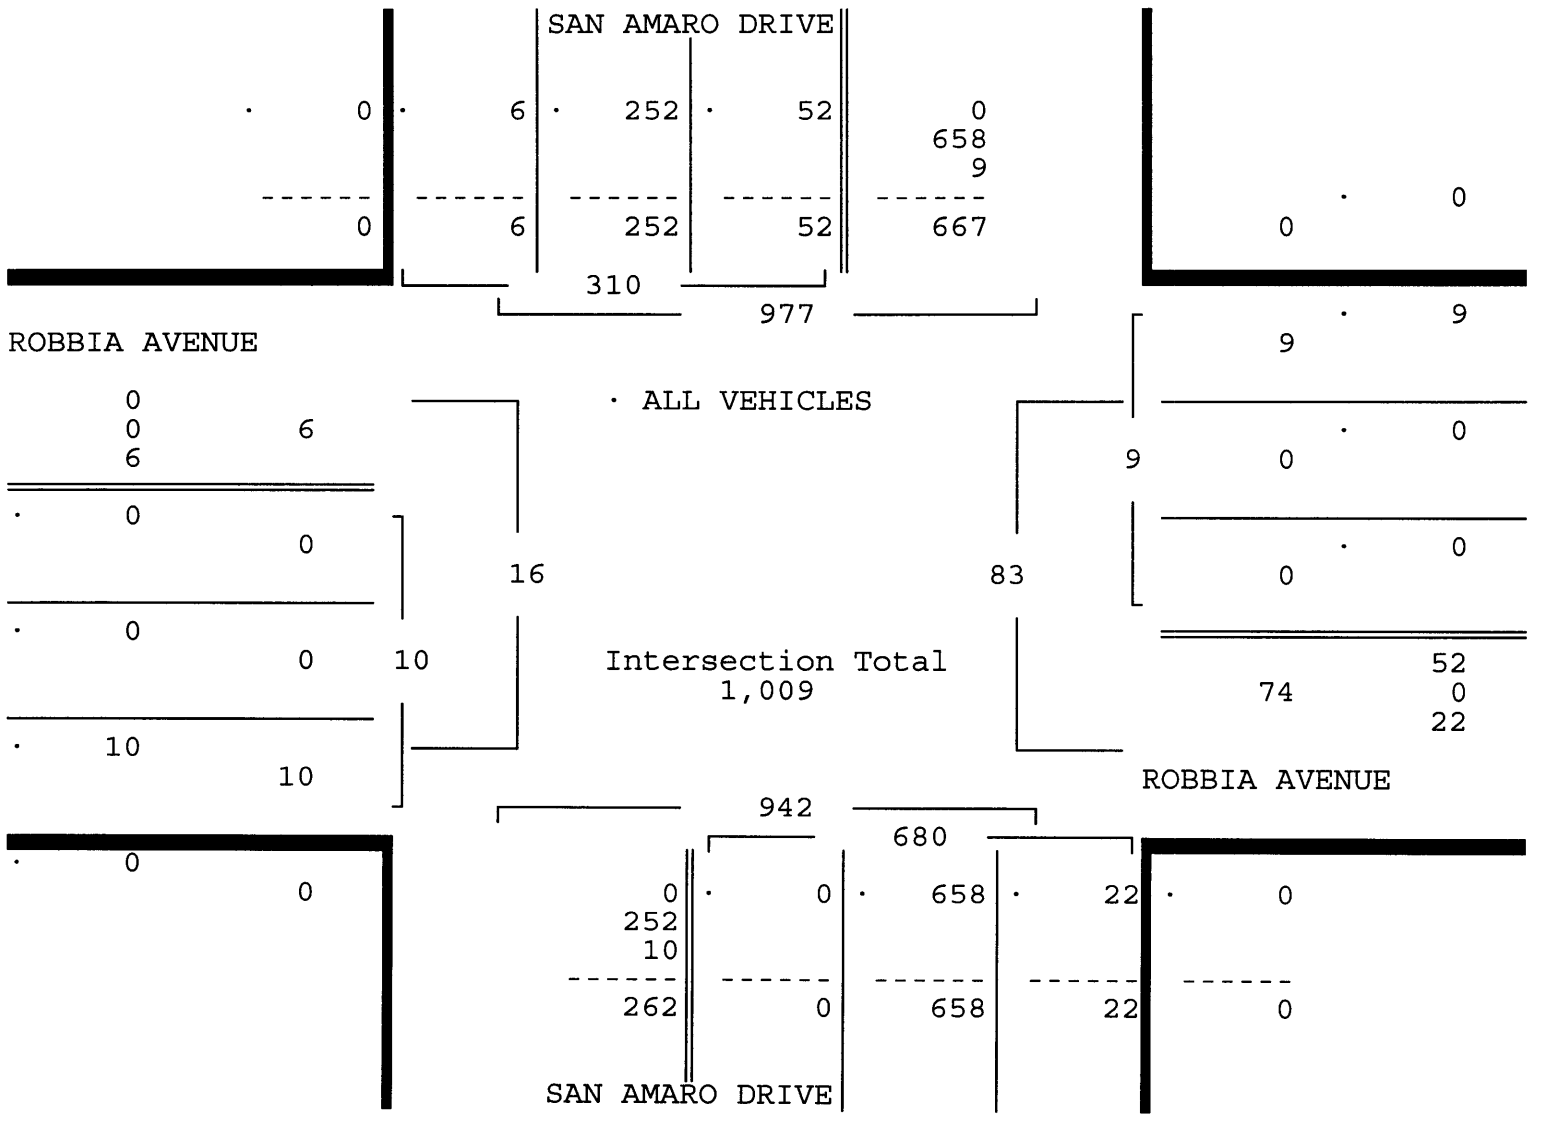 SAN AMARO DRIVE
· 0 · 6 · 252 · 52 0
658
9
------ ------ ------ ------ ------ · 0
0 6 252 52 667 0
310
977 · 9
ROBBIA AVENUE 9
0 · ALL VEHICLES
0 6 · 0
6 9 0
· 0
0 · 0
16 83 0
· 0
0 10 Intersection Total 52
1,009 74 0
22
· 10
10 ROBBIA AVENUE
942
680
· 0
0 0 · 0 · 658 · 22 · 0
252
10
------ ------ ------ ------ ------
262 0 658 22 0
SAN AMARO DRIVE